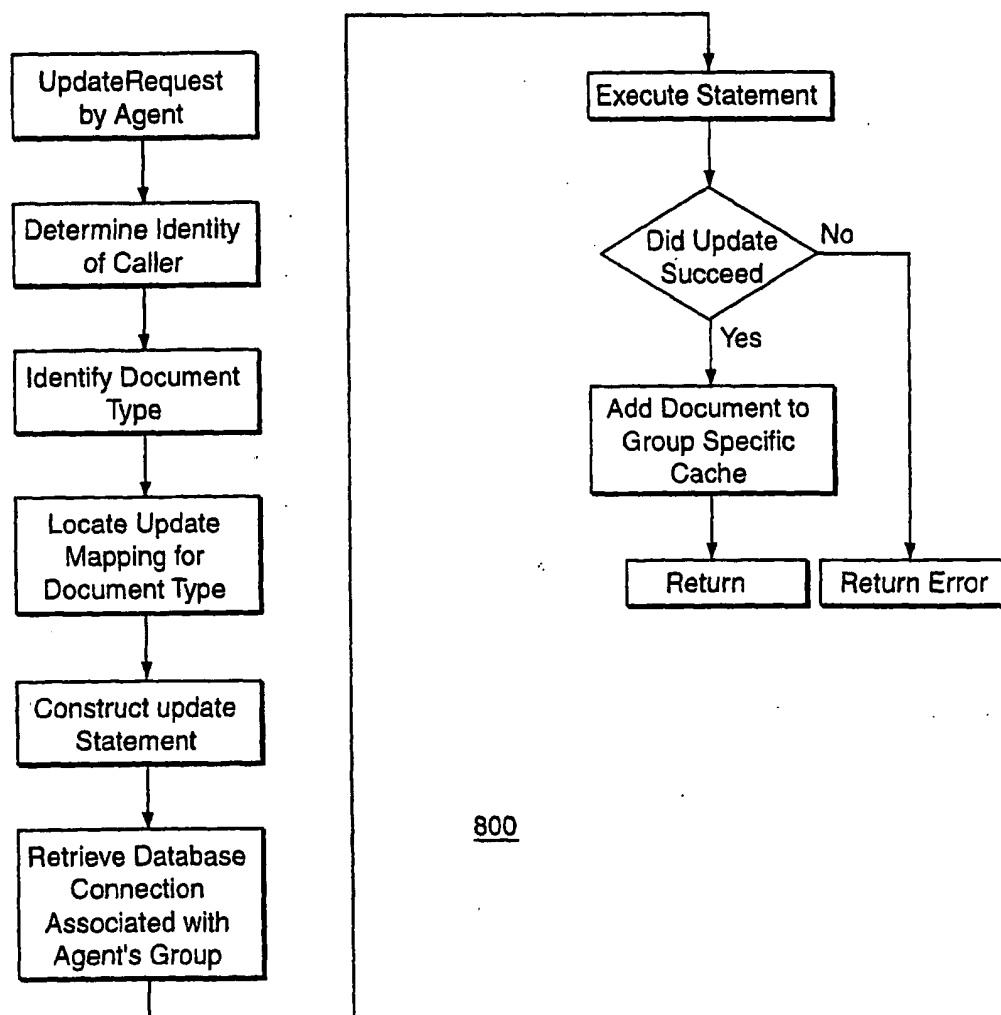 UpdateRequest
by Agent
Determine Identity
of Caller
Identify Document
Type
Locate Update
Mapping for
Document Type
Construct update
Statement
Retrieve Database
Connection
Associated with
Agent's Group
Execute Statement
Did Update
Succeed
No
Yes
Add Document to
Group Specific
Cache
Return
Return Error
800